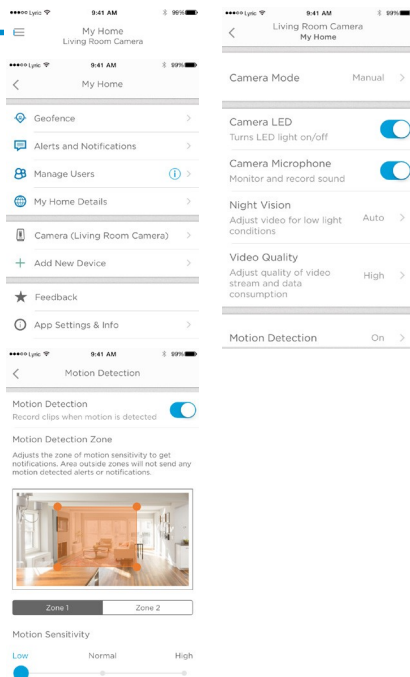 Lyric 9:41 AM 99%
My Home
Living Room Camera
Lyric 9:41 AM 99%
My Home
Geofence
Alerts and Notifications
Manage Users
My Home Details
Camera (Living Room Camera)
Add New Device
Feedback
App Settings & Info
Lyric 9:41 AM 99%
Motion Detection
Motion Detection
Record clips when motion is detected
Motion Detection Zone
Adjusts the zone of motion sensitivity to get
notifications. Area outside zones will not send any
motion detected alerts or notifications.
Zone 1 Zone 2
Motion Sensitivity
Low Normal High
Lyric 9:41 AM 99%
Living Room Camera
My Home
Camera Mode Manual
Camera LED
Turns LED light on/off
Camera Microphone
Monitor and record sound
Night Vision
Adjust video for low light Auto
conditions
Video Quality
Adjust quality of video
stream and data High
consumption
Motion Detection On